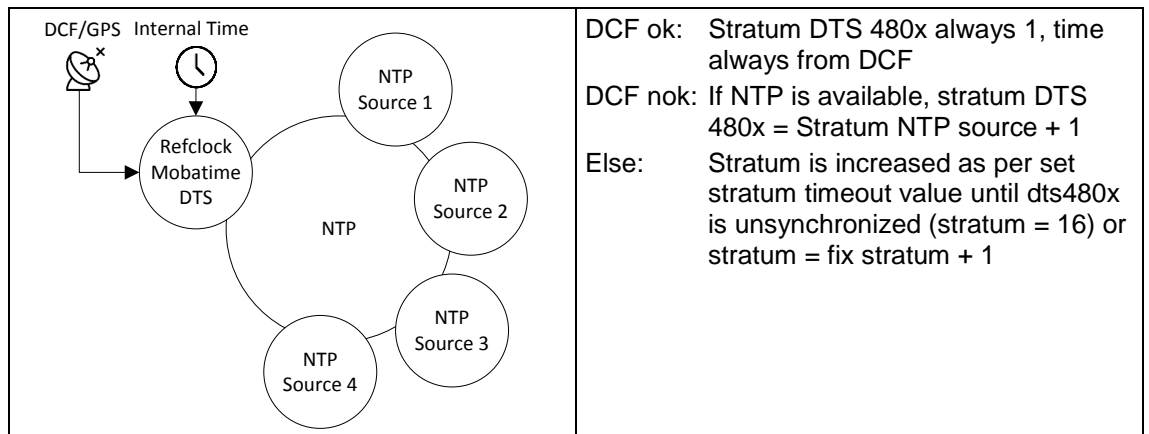 DCF/GPS Internal Time
Refclock
Mobatime
DTS
NTP
Source 1
NTP
Source 2
NTP
NTP
Source 3
NTP
Source 4
DCF ok: Stratum DTS 480x always 1, time
always from DCF
DCF nok: If NTP is available, stratum DTS
480x = Stratum NTP source + 1
Else: Stratum is increased as per set
stratum timeout value until dts480x
is unsynchronized (stratum = 16) or
stratum = fix stratum + 1